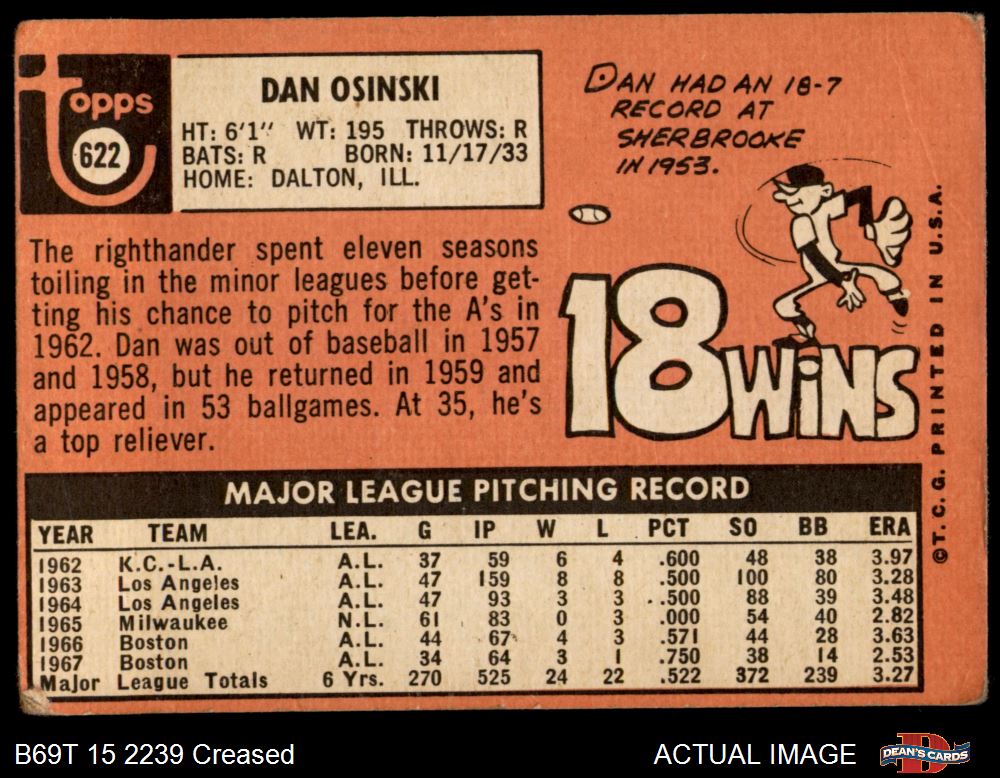 Topps
622
DAN OSINSKI
HT: 6'1" WT: 195 THROWS: R
BATS: R BORN: 11/17/33
HOME: DALTON, ILL.
DAN HAD AN 18-7
RECORD AT
SHERBROOKE
IN 1953.
The righthander spent eleven seasons
toiling in the minor leagues before get-
ting his chance to pitch for the A's in
1962. Dan was out of baseball in 1957
and 1958, but he returned in 1959 and
appeared in 53 ballgames. At 35, he's
a top reliever.
18 WINS
©T. C. G. PRINTED IN U.S.A.
MAJOR LEAGUE PITCHING RECORD
YEAR TEAM LEA. G IP W L PCT SO BB ERA
1962 K.C.-L.A. A.L. 37 59 6 4 .600 48 38 3.97
1963 Los Angeles A.L. 47 159 8 8 .500 100 80 3.28
1964 Los Angeles A.L. 47 93 3 3 .500 88 39 3.48
1965 Milwaukee N.L. 61 83 0 3 .000 54 40 2.82
1966 Boston A.L. 44 67 4 3 .571 44 28 3.63
1967 Boston A.L. 34 64 3 1 .750 38 14 2.53
Major League Totals 6 Yrs. 270 525 24 22 .522 372 239 3.27
B69T 15 2239 Creased
ACTUAL IMAGE
DEAN'S CARDS